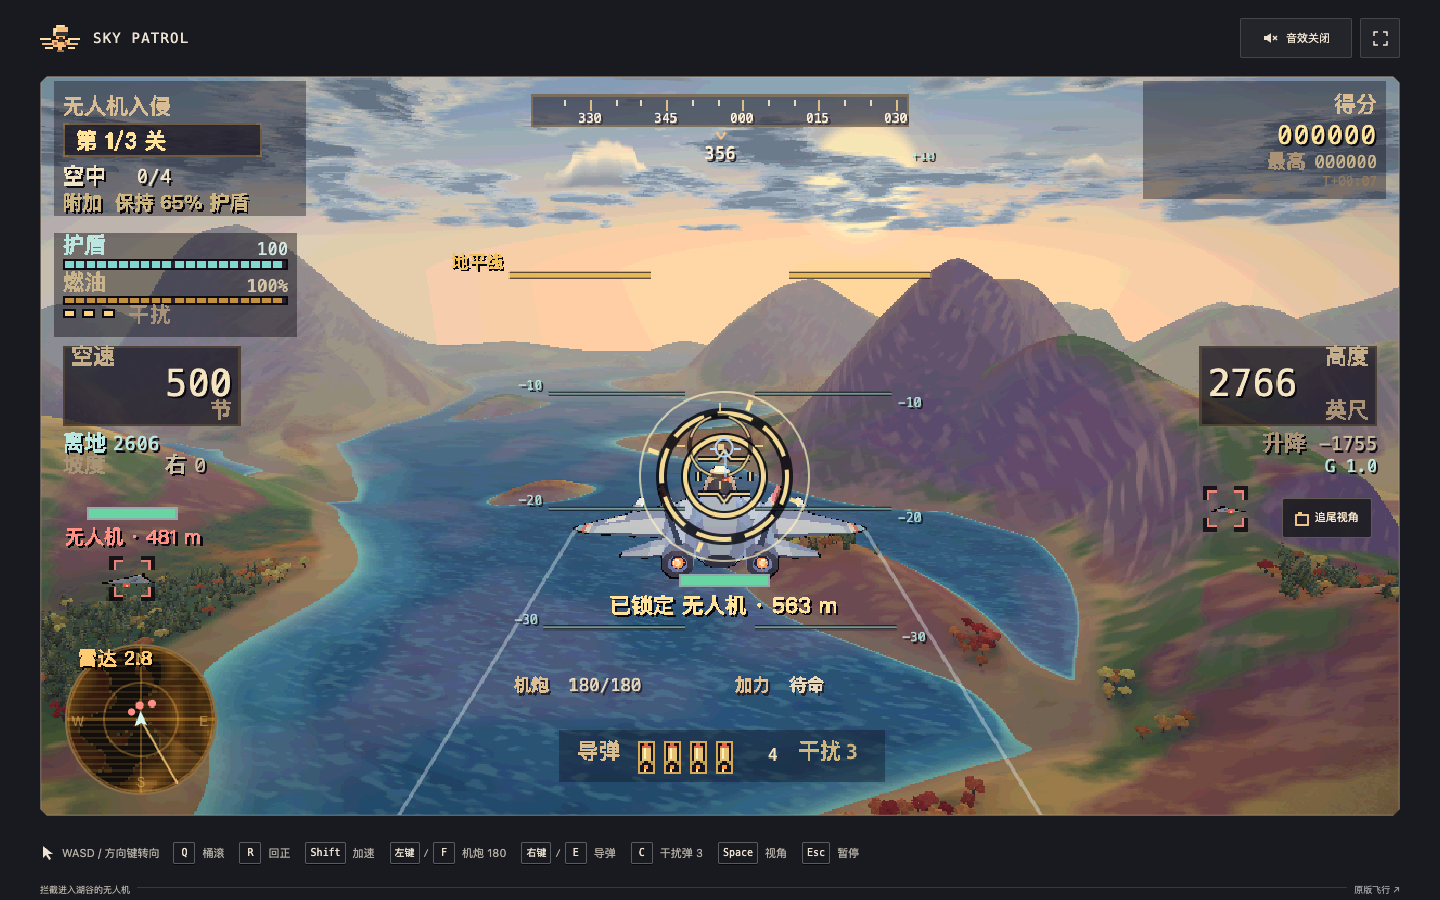 SKY PATROL
音效关闭
无人机入侵
第 1/3 关
空中 0/4
附加 保持 65% 护盾
330 345 000 015 030
356
+10
得分
000000
最高 000000
T+00:07
护盾 100
燃油 100%
干扰
地平线
空速
500
节
离地 2606
坡度 右 0
高度
2766
英尺
升降 -1755
G 1.0
-10 -10
-20 -20
-30 -30
追尾视角
无人机 · 481 m
已锁定 无人机 · 563 m
雷达 2.8
W E
S
机炮 180/180 加力 待命
导弹 4 干扰 3
WASD / 方向键转向 Q 桶滚 R 回正 Shift 加速 左键 / F 机炮 180 右键 / E 导弹 C 干扰弹 3 Space 视角 Esc 暂停
拦截进入湖谷的无人机
原版飞行 ↗